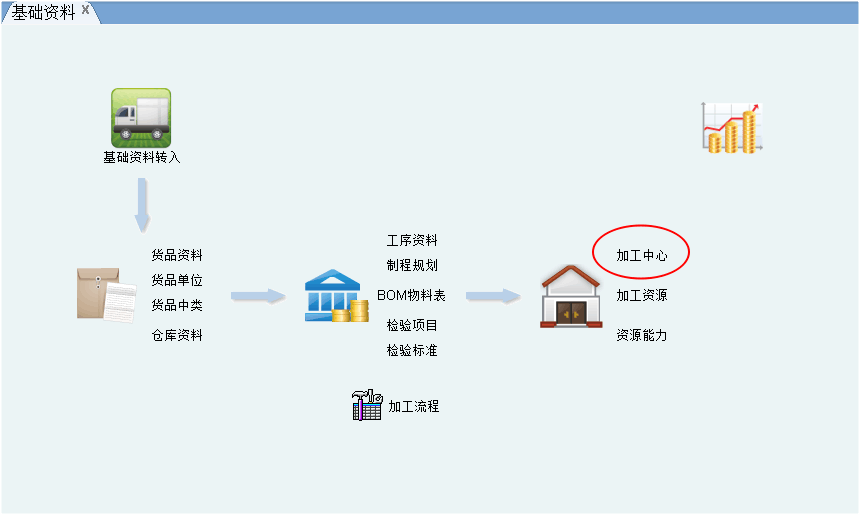 基础资料 x
基础资料转入
货品资料
货品单位
货品中类
仓库资料
工序资料
制程规划
BOM物料表
检验项目
检验标准
加工中心
加工资源
资源能力
加工流程